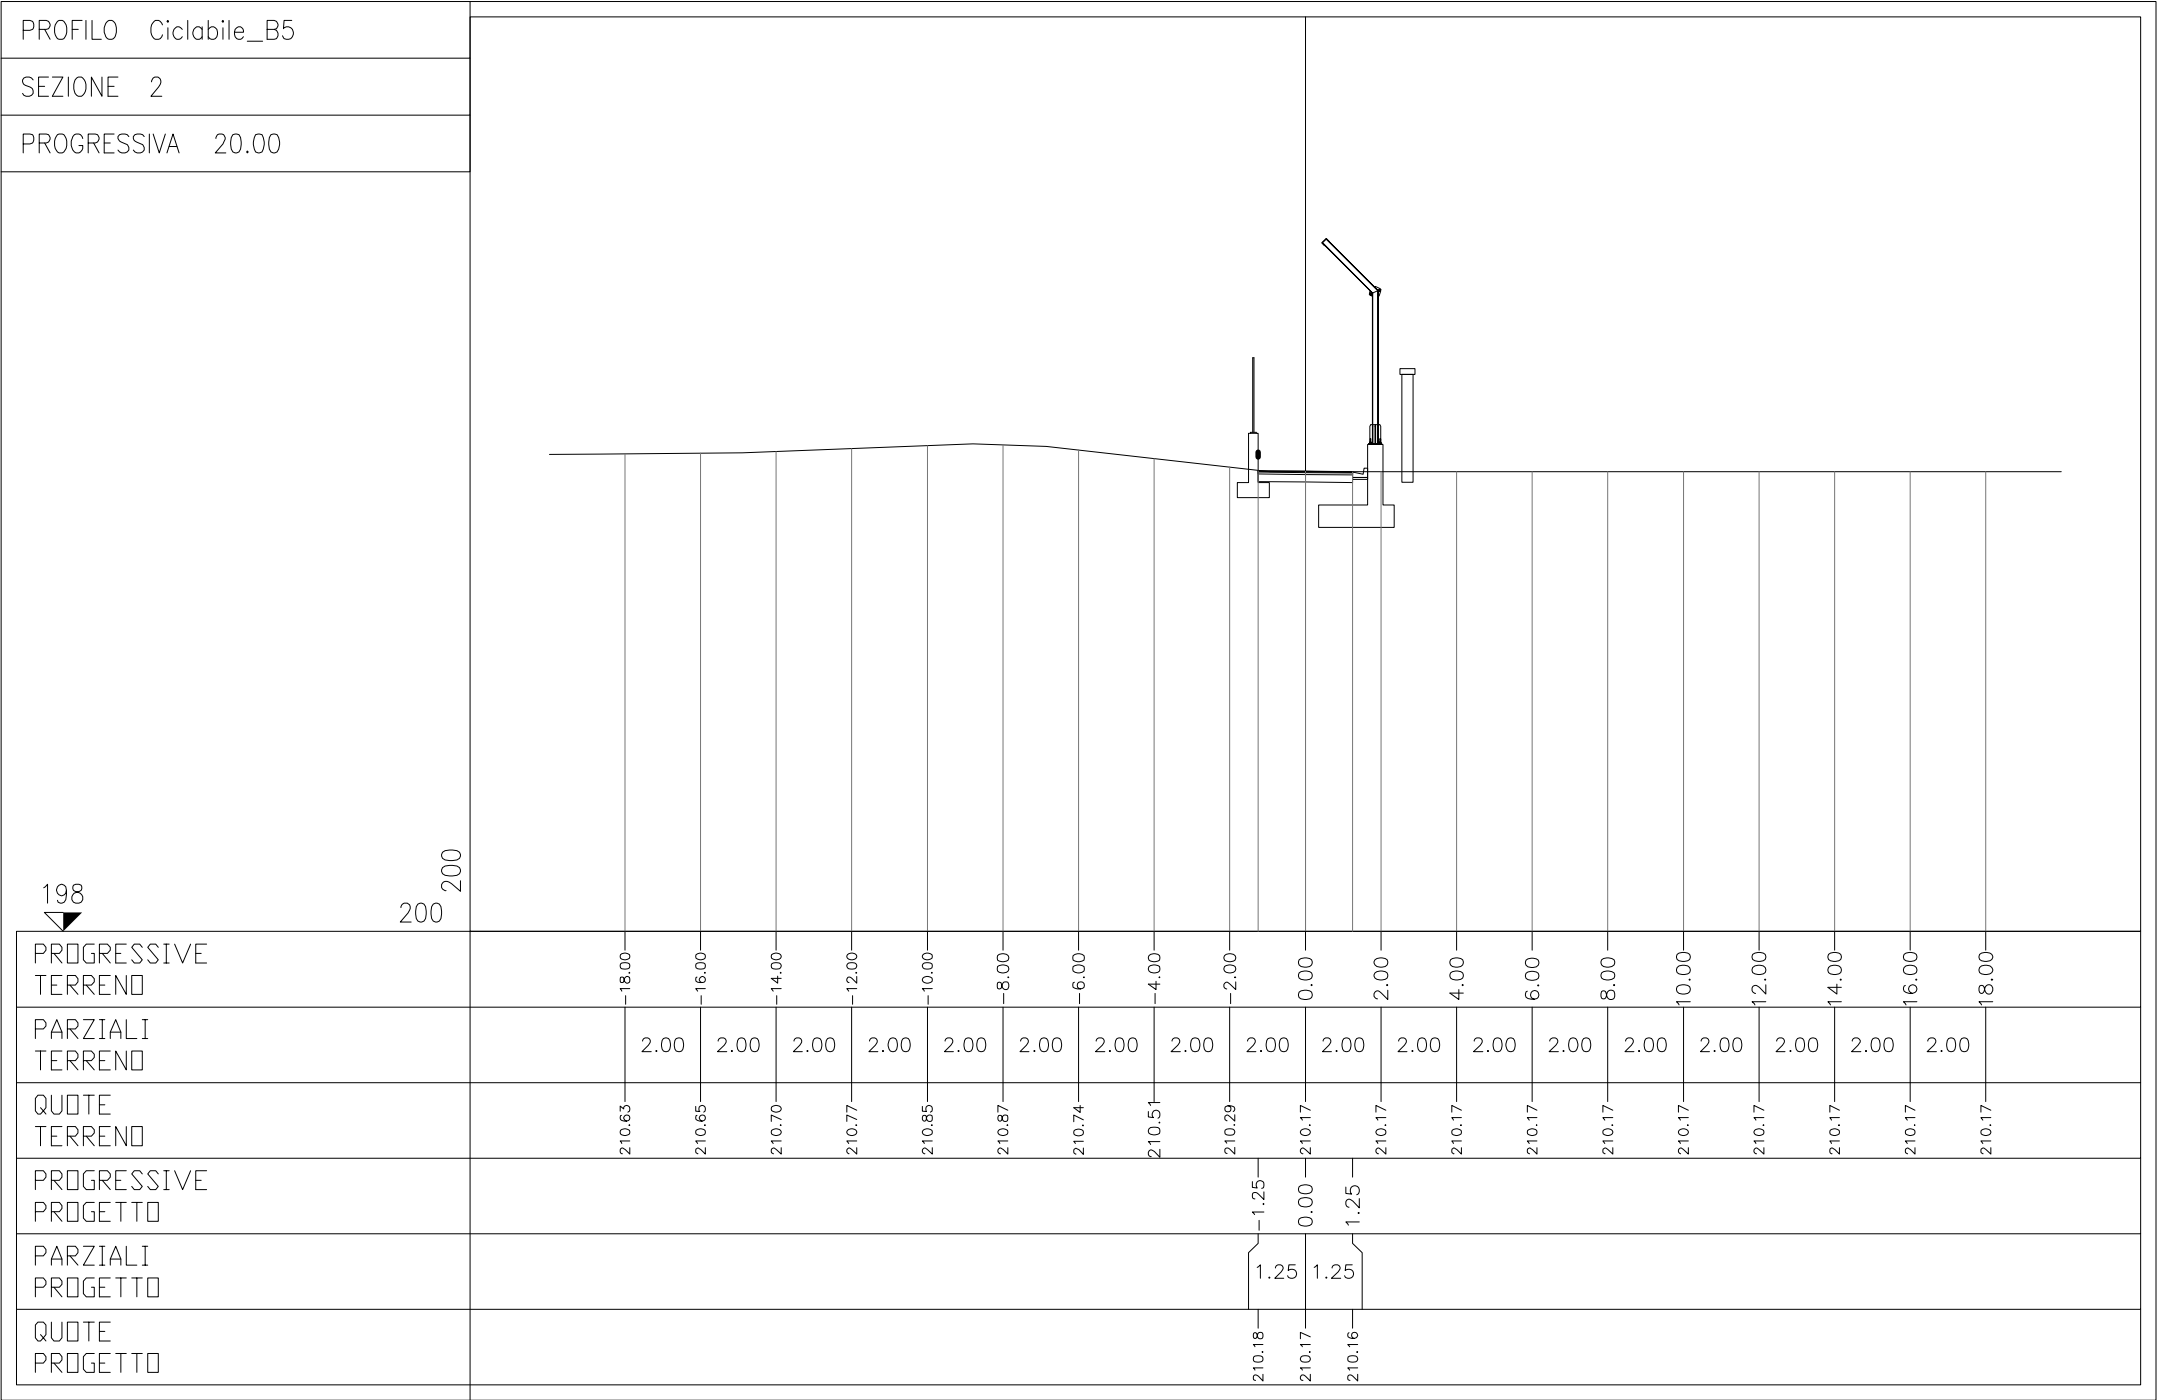 PROFILO Ciclabile_B5
SEZIONE 2
PROGRESSIVA 20.00
200
198
200
PROGRESSIVE
TERRENO
-18.00 -16.00 -14.00 -12.00 -10.00 -8.00 -6.00 -4.00 -2.00 0.00 2.00 4.00 6.00 8.00 10.00 12.00 14.00 16.00 18.00
PARZIALI
TERRENO
2.00 2.00 2.00 2.00 2.00 2.00 2.00 2.00 2.00 2.00 2.00 2.00 2.00 2.00 2.00 2.00 2.00 2.00
QUOTE
TERRENO
210.63 210.65 210.70 210.77 210.85 210.87 210.74 210.51 210.29 210.17 210.17 210.17 210.17 210.17 210.17 210.17 210.17 210.17 210.17
PROGRESSIVE
PROGETTO
-1.25 0.00 1.25
PARZIALI
PROGETTO
1.25 1.25
QUOTE
PROGETTO
210.18 210.17 210.16